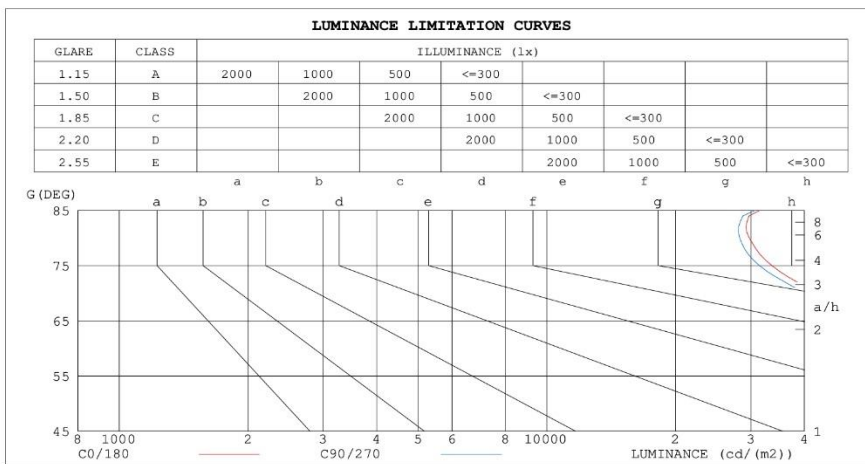 LUMINANCE LIMITATION CURVES
GLARE CLASS ILLUMINANCE (lx)
1.15 A 2000 1000 500 <=300
1.50 B 2000 1000 500 <=300
1.85 C 2000 1000 500 <=300
2.20 D 2000 1000 500 <=300
2.55 E 2000 1000 500 <=300
a b c d e f g h
G(DEG)
85 a b c d e f g h 8
6
75 4
3
a/h
65 2
55
45 1
8 1000 2 3 4 5 6 8 10000 2 3 4
C0/180 C90/270 LUMINANCE (cd/(m2))